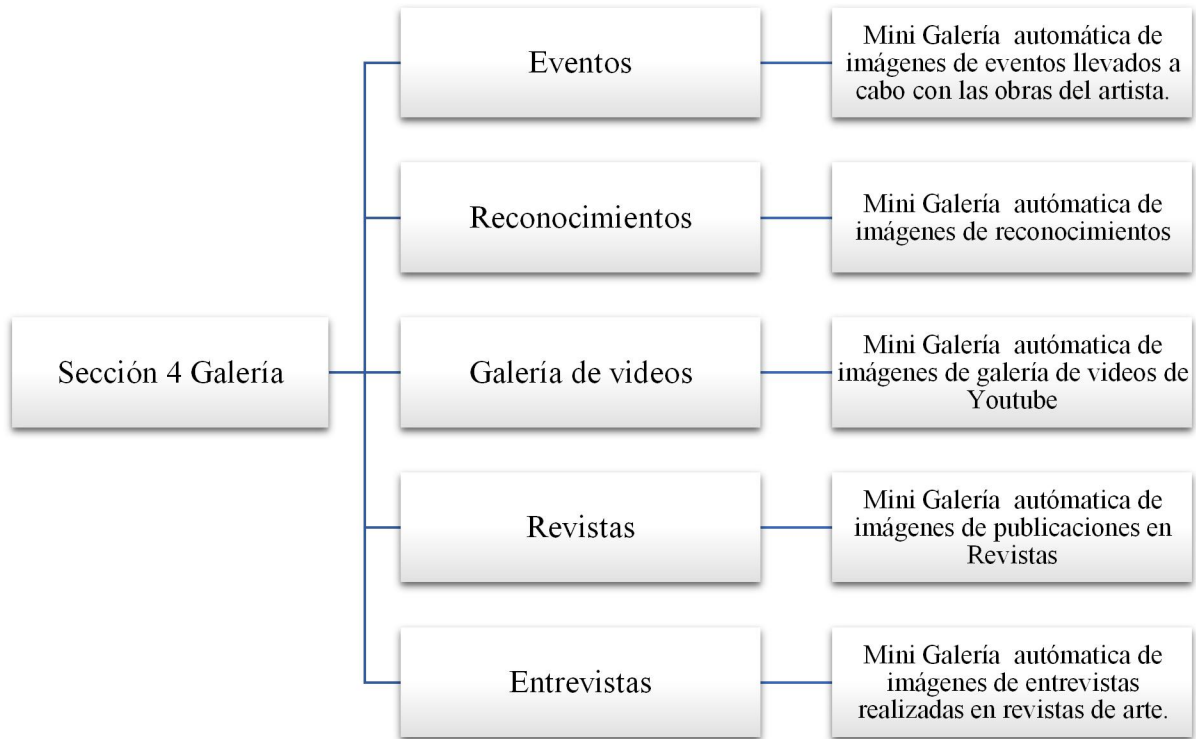 Sección 4 Galería
Eventos
Mini Galería  automática de
imágenes de eventos llevados a
cabo con las obras del artista.
Reconocimientos
Mini Galería  autómatica de
imágenes de reconocimientos
Galería de videos
Mini Galería  autómatica de
imágenes de galería de videos de
Youtube
Revistas
Mini Galería  autómatica de
imágenes de publicaciones en
Revistas
Entrevistas
Mini Galería  autómatica de
imágenes de entrevistas
realizadas en revistas de arte.